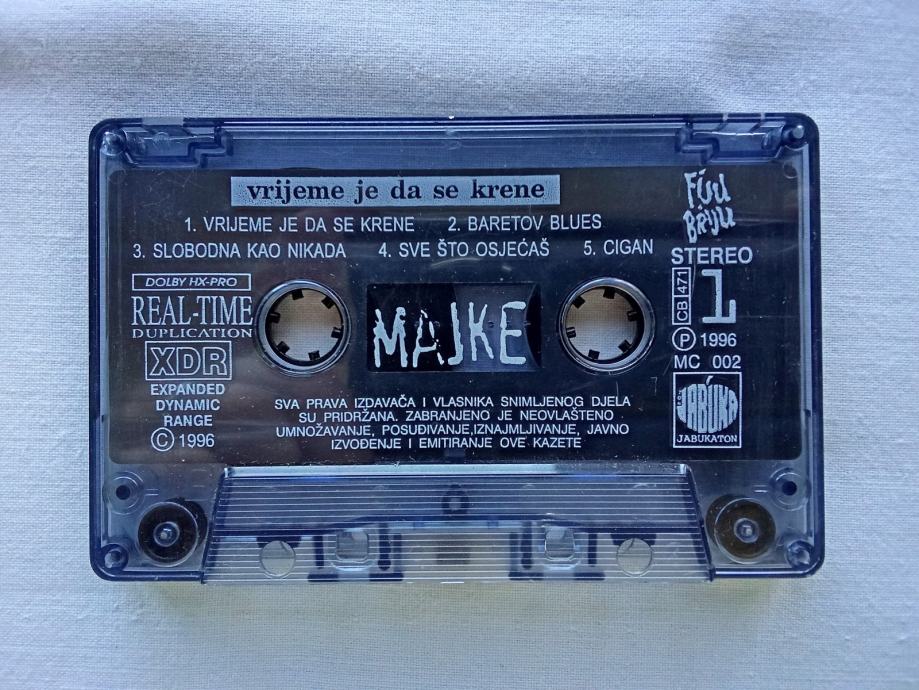 vrijeme je da se krene
1. VRIJEME JE DA SE KRENE 2. BARETOV BLUES
3. SLOBODNA KAO NIKADA 4. SVE ŠTO OSJEĆAŠ 5. CIGAN
FÜU
BRIJU
STEREO
CB 471
1
Ⓟ 1996
MC 002
JABUKA
JABUKATON
DOLBY HX-PRO
REAL-TIME
DUPLICATION
XDR
EXPANDED
DYNAMIC
RANGE
© 1996
MAJKE
SVA PRAVA IZDAVAČA I VLASNIKA SNIMLJENOG DJELA
SU PRIDRŽANA. ZABRANJENO JE NEOVLAŠTENO
UMNOŽAVANJE, POSUĐIVANJE,IZNAJMLJIVANJE, JAVNO
IZVOĐENJE I EMITIRANJE OVE KAZETE